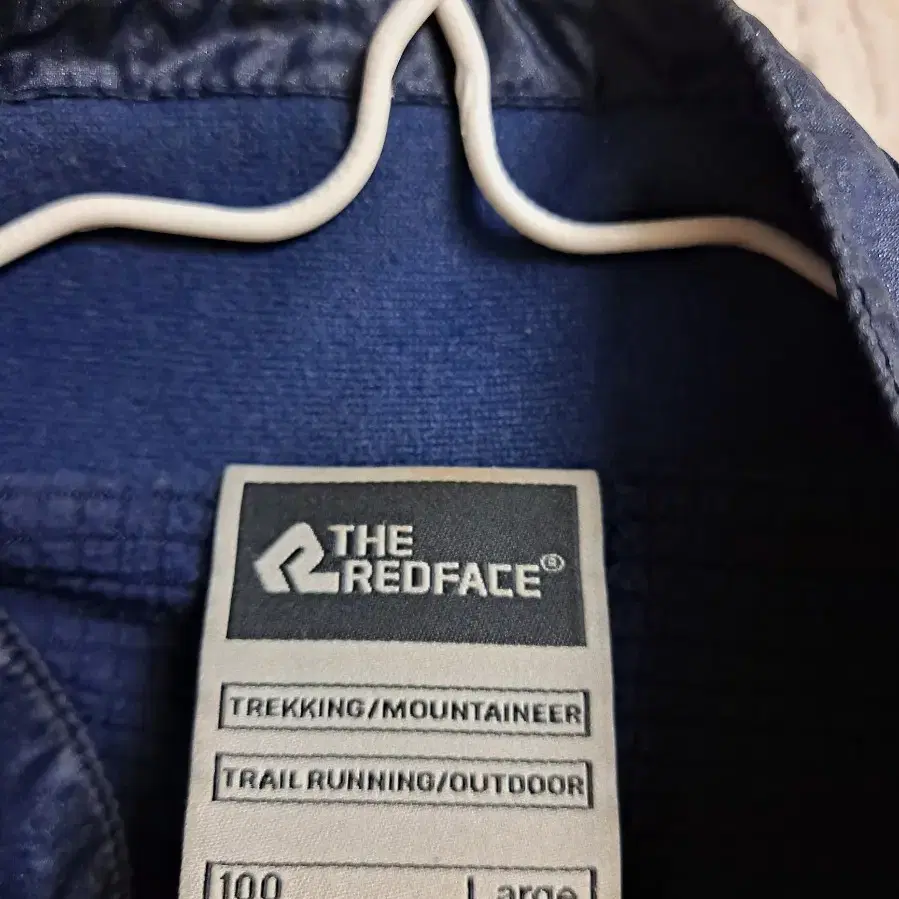 THE
REDFACE®
TREKKING/MOUNTAINEER
TRAIL RUNNING/OUTDOOR
100 Large